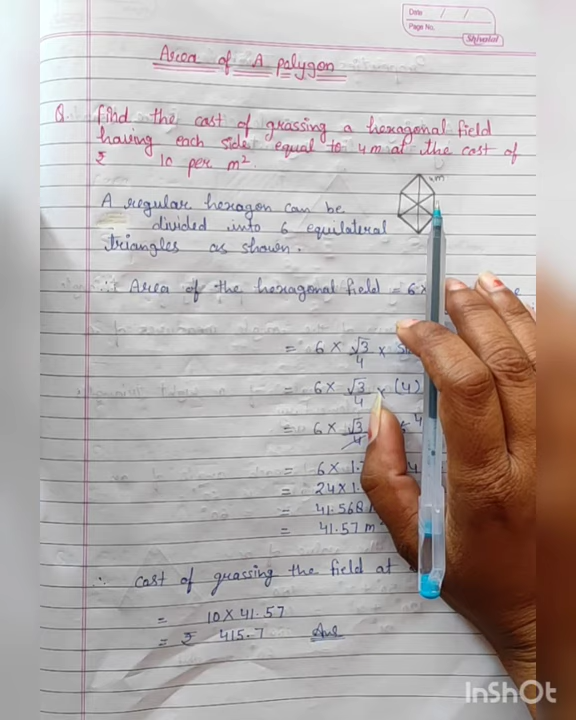 Date / /
Page No.
Shivalal
Area of A polygon
Q. Find the cost of grassing a hexagonal field
having each side equal to 4 m at the cost of
₹ 10 per m².
A regular hexagon can be
divided into 6 equilateral
triangles as shown.
∴ Area of the hexagonal field = 6×
= 6 × √3/4 ×
= 6 × √3/4 × (4)
= 6 × √3/4
= 6 × 1.7
= 24 × 1.
= 41.568
= 41.57 m²
∴ cost of grassing the field at
= 10 × 41.57
= ₹ 415.7 Ans
InShOt